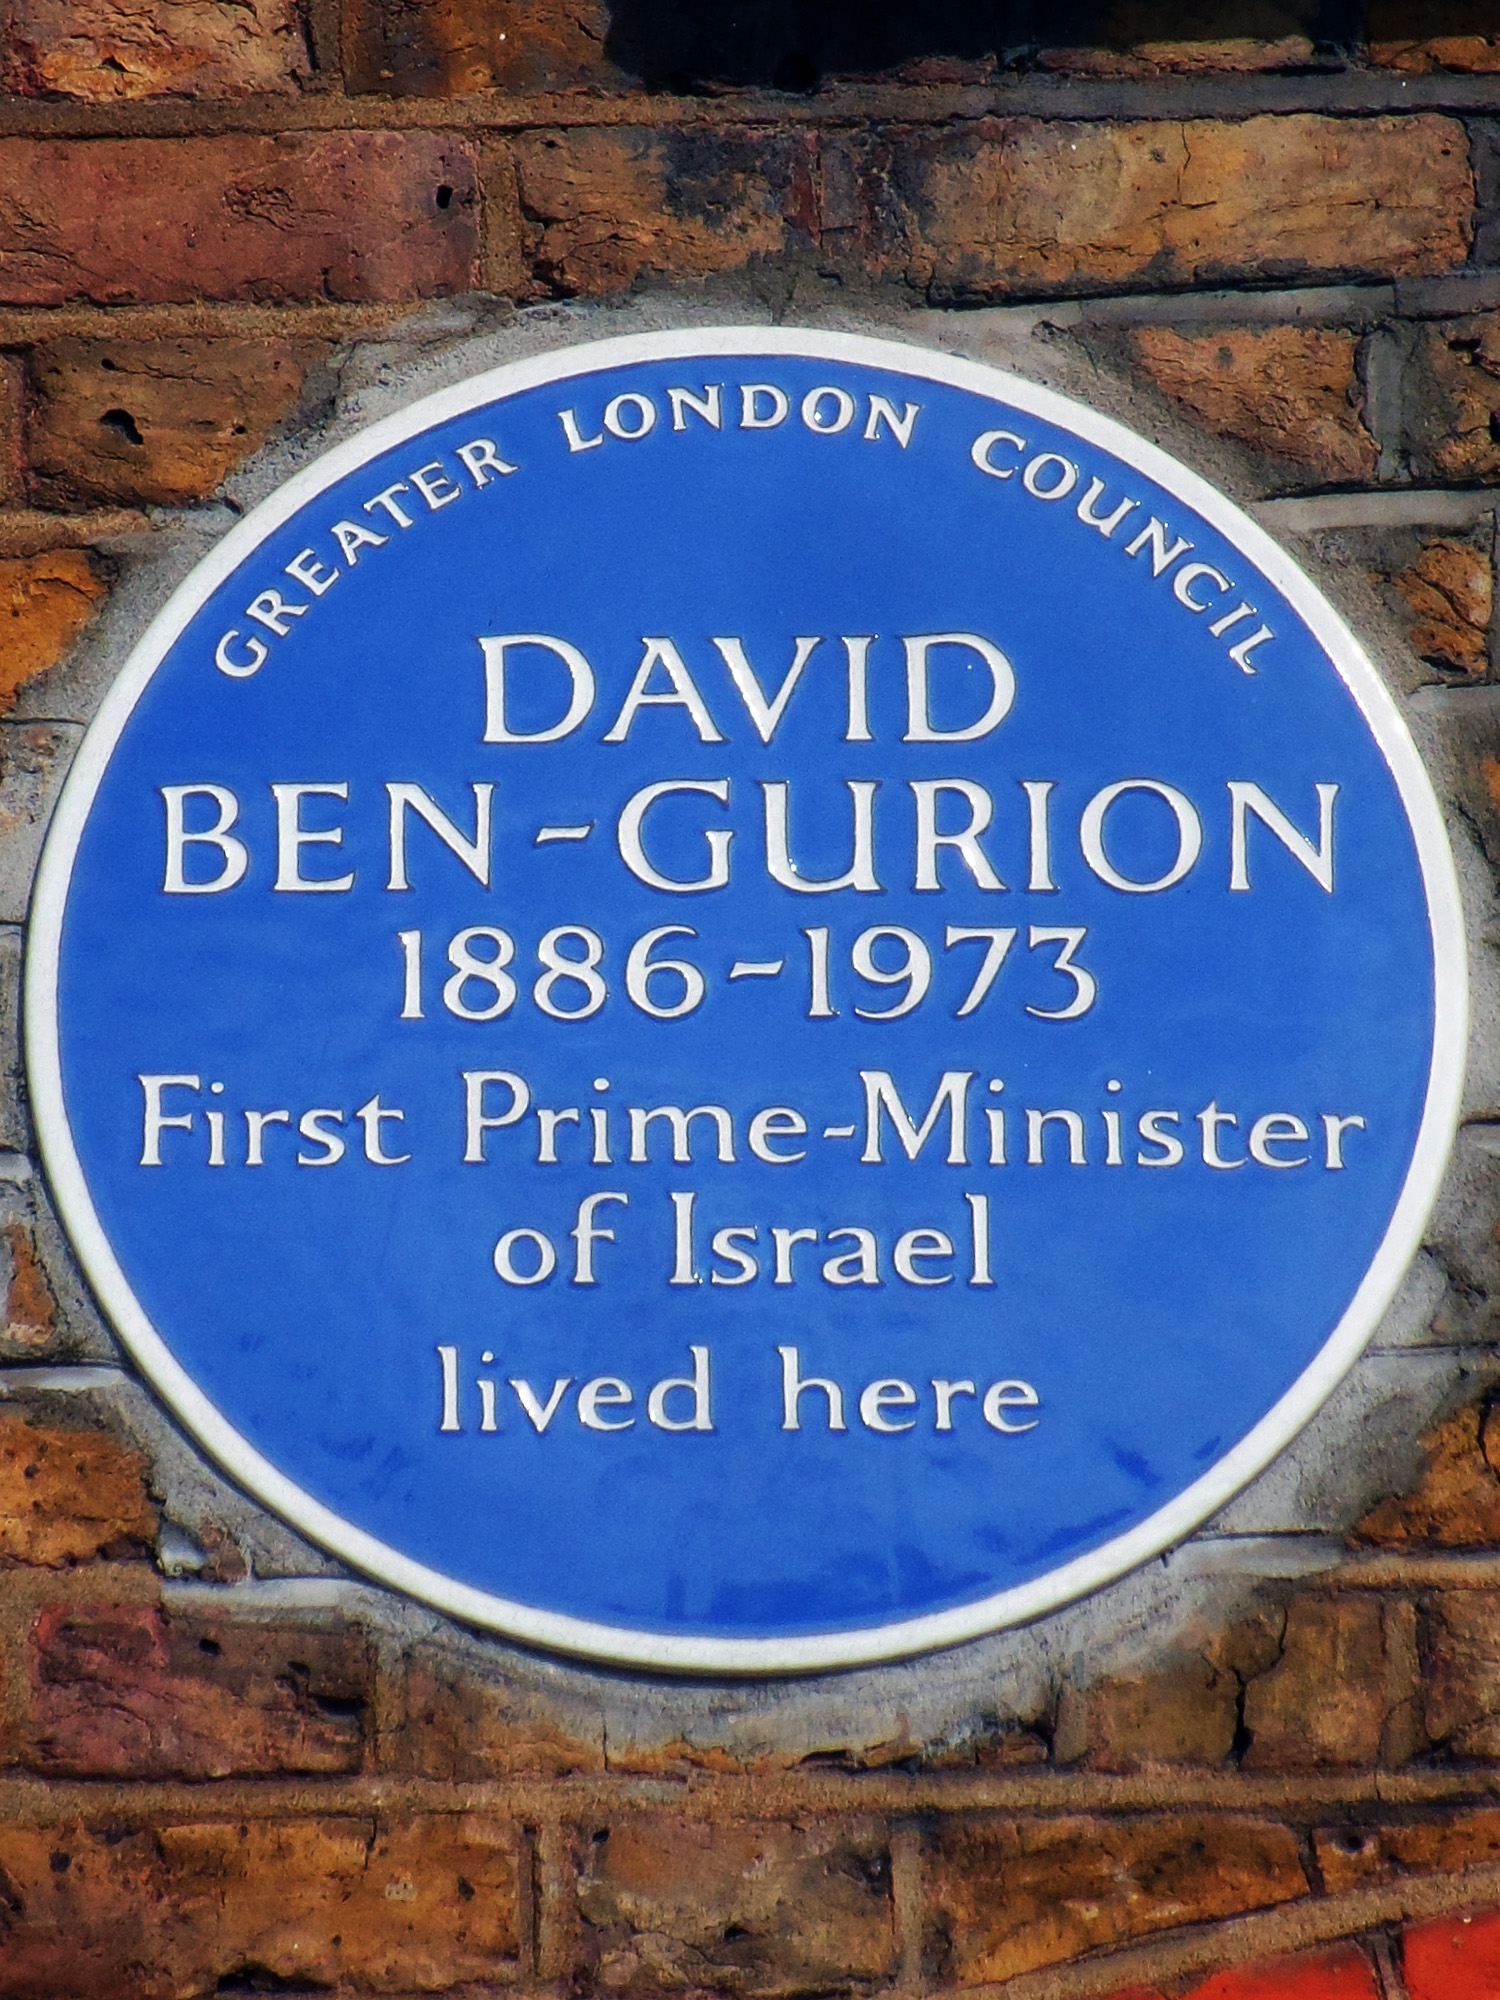 GREATER LONDON COUNCIL
DAVID
BEN-GURION
1886-1973
First Prime-Minister
of Israel
lived here